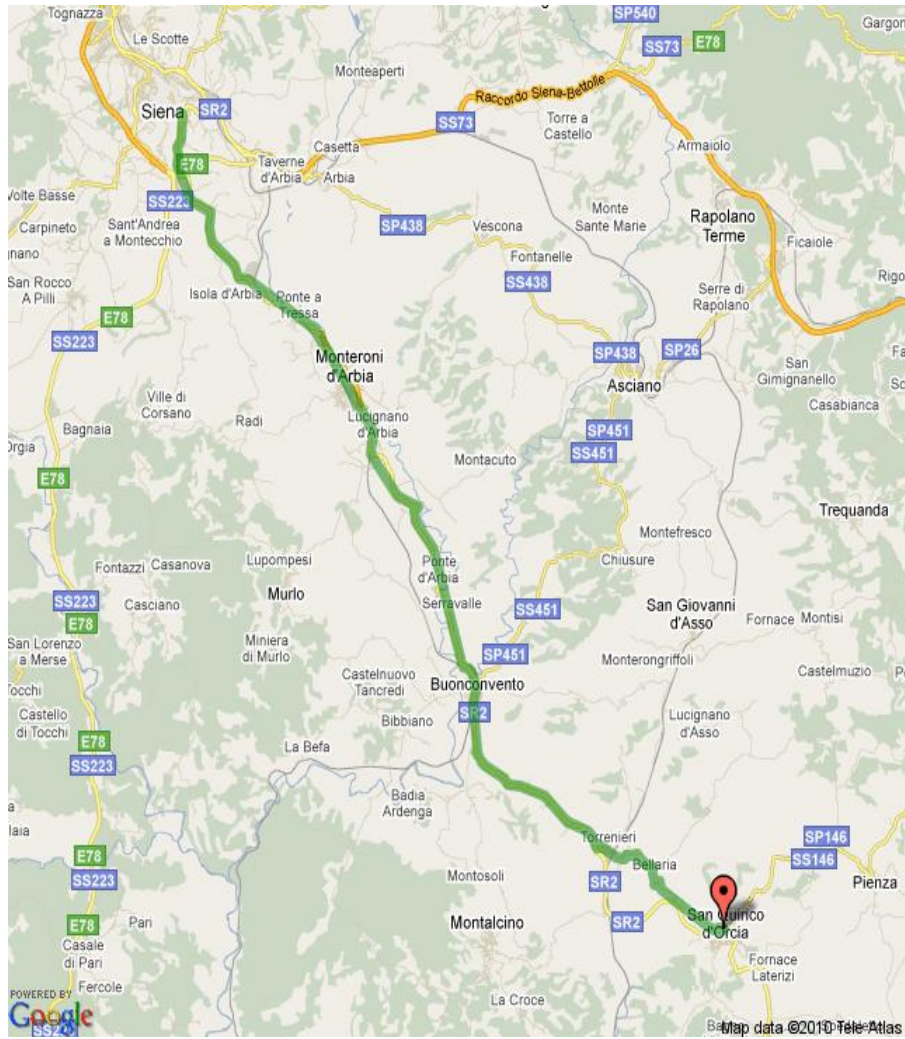 Tognazza
SP540
Gargon
Le Scotte
SS73
E78
Monteaperti
Raccordo Siena-Bettolle
Siena
SR2
SS73
Torre a
Castello
Casetta
Armaiolo
E78
Taverne
d'Arbia
Arbia
Volte Basse
SS223
Carpineto
Sant'Andrea
a Montecchio
SP438
Vescona
Monte
Sante Marie
Rapolano
Terme
Ficaiole
gnano
Fontanelle
San Rocco
A Pilli
Isola d'Arbia
Ponte a
Tressa
SS438
Serre di
Rapolano
Rigo
E78
SS223
Monteroni
d'Arbia
SP438
SP26
Asciano
San
Gimignanello
Ville di
Corsano
Radi
Lucignano
d'Arbia
Casabianca
Orgia
Bagnaia
SP451
SS451
E78
Montacuto
Trequanda
Montefresco
Chiusure
Ponte
d'Arbia
Fontazzi
Casanova
Lupompesi
SS223
Casciano
Murlo
Serravalle
SS451
San Giovanni
d'Asso
E78
Fornace
Montisi
San Lorenzo
a Merse
Miniera
di Murlo
SP451
Monterongriffoli
Castelmuzio
Tocchi
Castelnuovo
Tancredi
Buonconvento
Castello
di Tocchi
SR2
Bibbiano
Lucignano
d'Asso
E78
SS223
La Befa
Badia
Ardenga
laia
Torrenieri
SP146
E78
SS146
SS223
Bellaria
Montosoli
SR2
Pienza
Pari
E78
Montalcino
SR2
San Quirico
d'Orcia
Casale
di Pari
Fercole
Fornace
Laterizi
La Croce
POWERED BY
Google
Map data ©2010 Tele Atlas